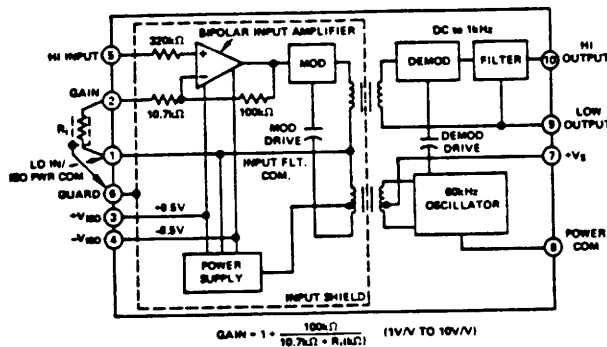 BIPOLAR INPUT AMPLIFIER
DC to 1kHz
HI INPUT
5
320kΩ
+
−
MOD
DEMOD
FILTER
10
HI
OUTPUT
GAIN
2
10.7kΩ
100kΩ
R₁
MOD
DRIVE
DEMOD
DRIVE
9
LOW
OUTPUT
1
LO IN/
ISO PWR COM
INPUT FLT.
COM.
7
+Vs
GUARD
6
60kHz
OSCILLATOR
+VISO
3
+8.5V
−VISO
4
−8.5V
8
POWER
COM
POWER
SUPPLY
INPUT SHIELD
GAIN = 1 + 100kΩ / 10.7kΩ + R₁(kΩ) (1V/V TO 10V/V)